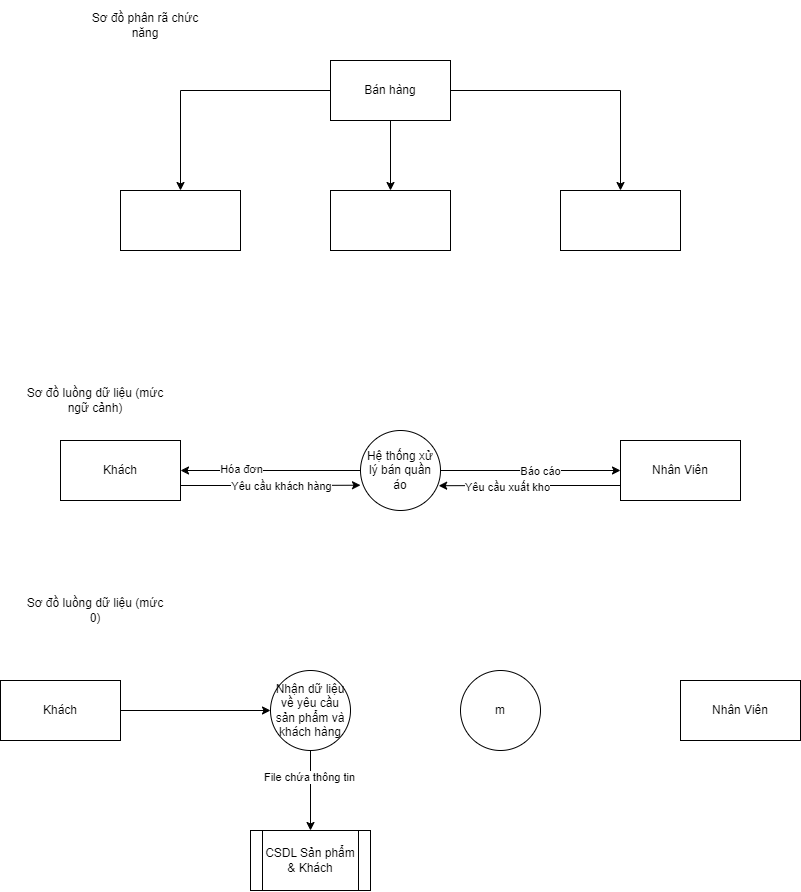 Sơ đồ phân rã chức
năng
Bán hàng
Sơ đồ luồng dữ liệu (mức
ngữ cảnh)
Khách
Hóa đơn
Yêu cầu khách hàng
Hệ thống xử
lý bán quần
áo
Báo cáo
Yêu cầu xuất kho
Nhân Viên
Sơ đồ luồng dữ liệu (mức
0)
Khách
Nhận dữ liệu
về yêu cầu
sản phẩm và
khách hàng
m
Nhân Viên
File chứa thông tin
CSDL Sản phẩm
& Khách